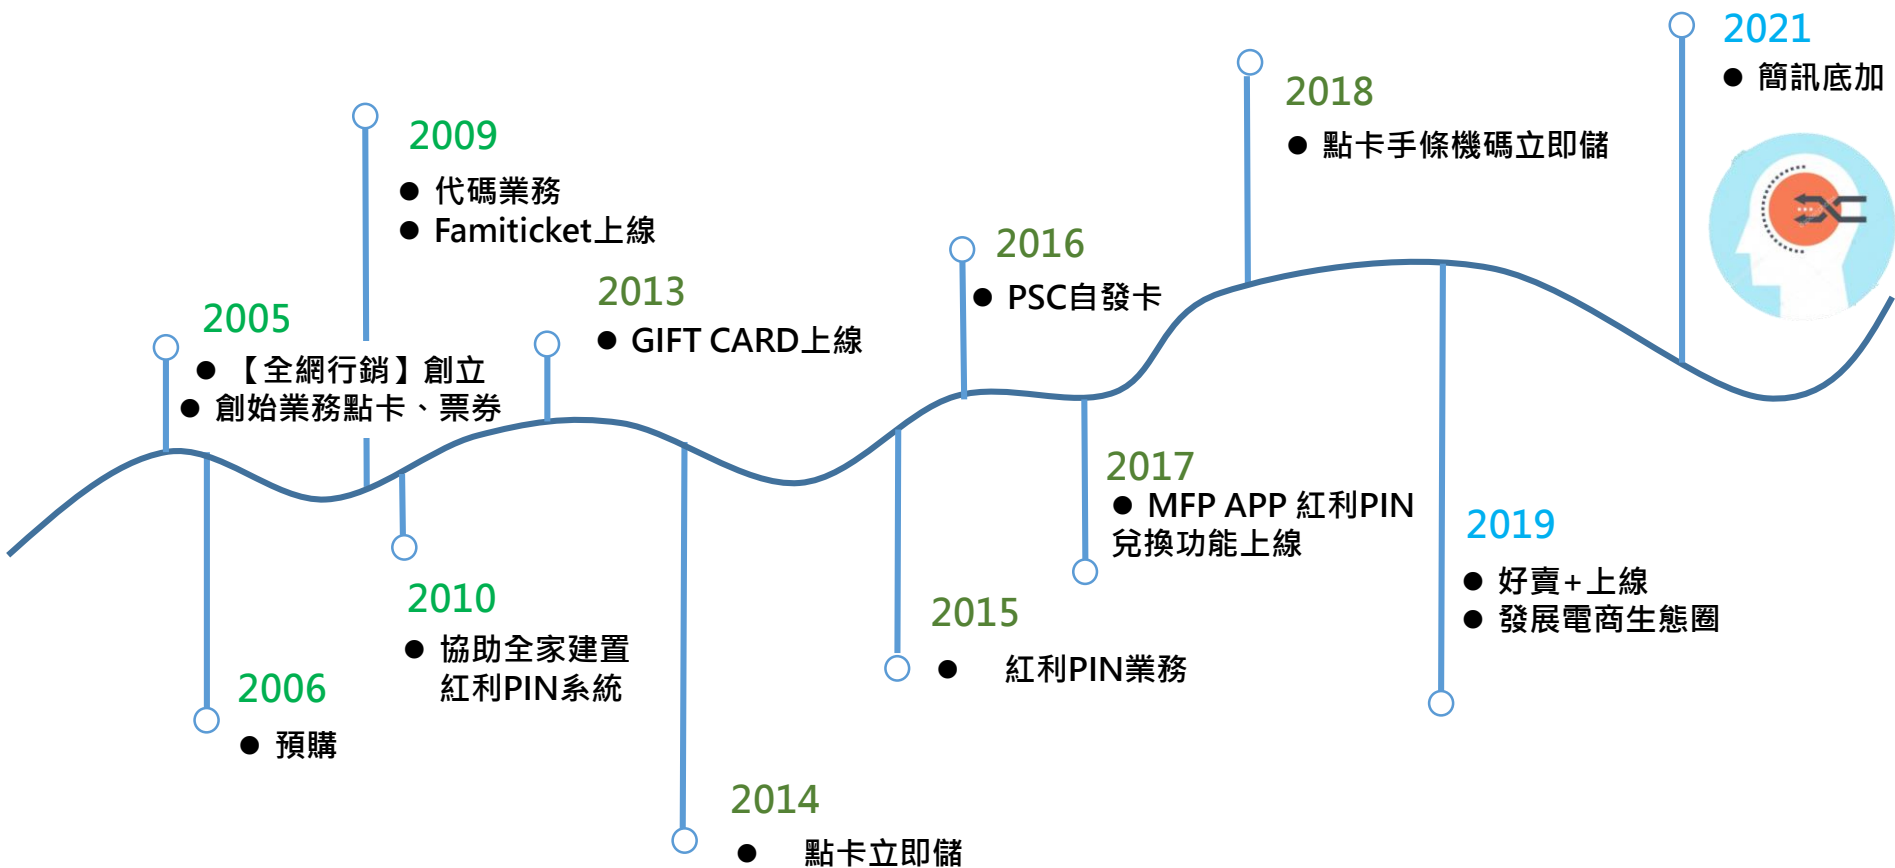 2005
● 【全網行銷】創立
● 創始業務點卡、票券
2006
● 預購
2009
● 代碼業務
● Famiticket上線
2010
● 協助全家建置
紅利PIN系統
2013
● GIFT CARD上線
2014
● 點卡立即儲
2015
● 紅利PIN業務
2016
● PSC自發卡
2017
● MFP APP 紅利PIN
兌換功能上線
2018
● 點卡手條機碼立即儲
2019
● 好賣+上線
● 發展電商生態圈
2021
● 簡訊底加